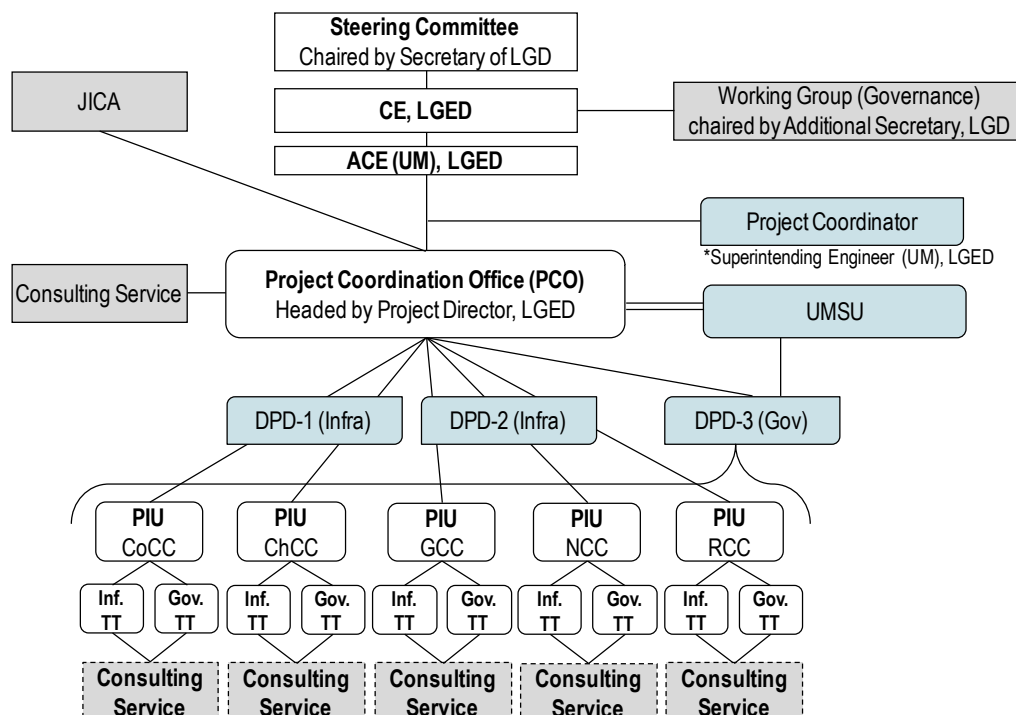 Steering Committee
Chaired by Secretary of LGD
JICA
CE, LGED
Working Group (Governance)
chaired by Additional Secretary, LGD
ACE (UM), LGED
Project Coordinator
*Superintending Engineer (UM), LGED
Consulting Service
Project Coordination Office (PCO)
Headed by Project Director, LGED
UMSU
DPD-1 (Infra)
DPD-2 (Infra)
DPD-3 (Gov)
PIU
CoCC
PIU
ChCC
PIU
GCC
PIU
NCC
PIU
RCC
Inf.
TT
Gov.
TT
Inf.
TT
Gov.
TT
Inf.
TT
Gov.
TT
Inf.
TT
Gov.
TT
Inf.
TT
Gov.
TT
Consulting
Service
Consulting
Service
Consulting
Service
Consulting
Service
Consulting
Service